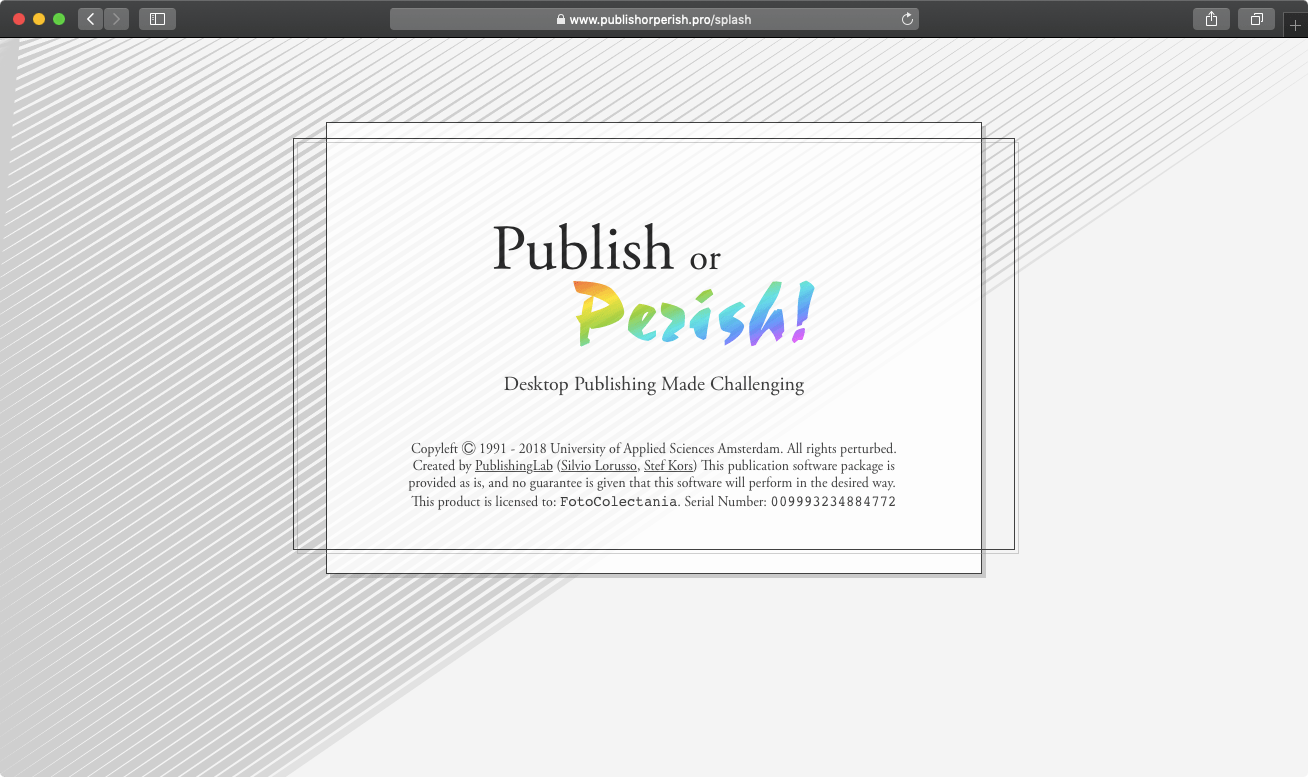 www.publishorperish.pro/splash
Publish or
Perish!
Desktop Publishing Made Challenging
Copyleft © 1991 - 2018 University of Applied Sciences Amsterdam. All rights perturbed.
Created by PublishingLab (Silvio Lorusso, Stef Kors) This publication software package is
provided as is, and no guarantee is given that this software will perform in the desired way.
This product is licensed to: FotoColectania. Serial Number: 009993234884772